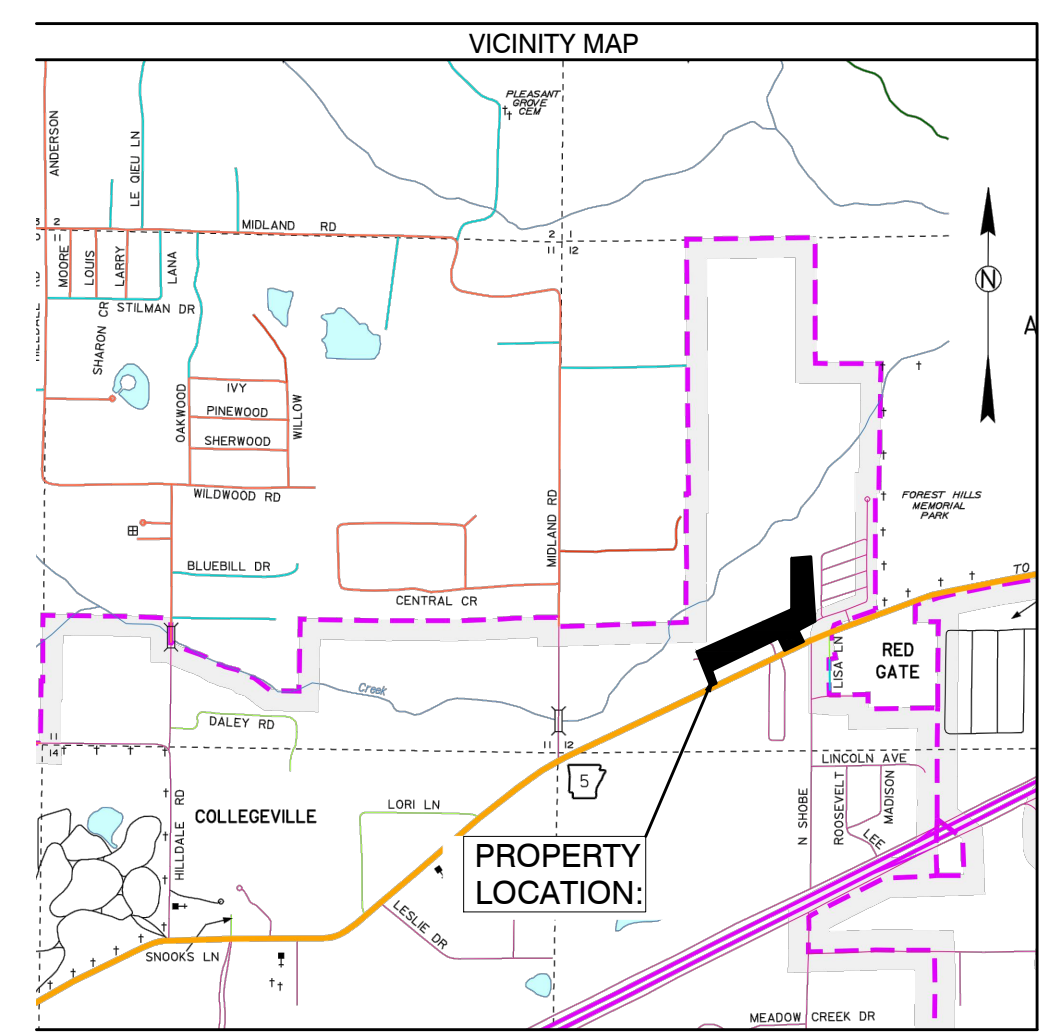 VICINITY MAP
PLEASANT
GROVE
CEM
ANDERSON
LE QIEU LN
MIDLAND RD
3 2
2
11 12
11
MOORE
LOUIS
LARRY
LANA
STILMAN DR
SHARON CR
N
A
IVY
PINEWOOD
SHERWOOD
OAKWOOD
WILLOW
WILDWOOD RD
MIDLAND RD
FOREST HILLS
MEMORIAL
PARK
BLUEBILL DR
CENTRAL CR
TO
RED
GATE
LISA LN
Creek
DALEY RD
11
14
11 12
5
LINCOLN AVE
COLLEGEVILLE
LORI LN
HILLDALE RD
N SHOBE
ROOSEVELT
MADISON
LEE
PROPERTY
LOCATION:
LESLIE DR
SNOOKS LN
MEADOW CREEK DR